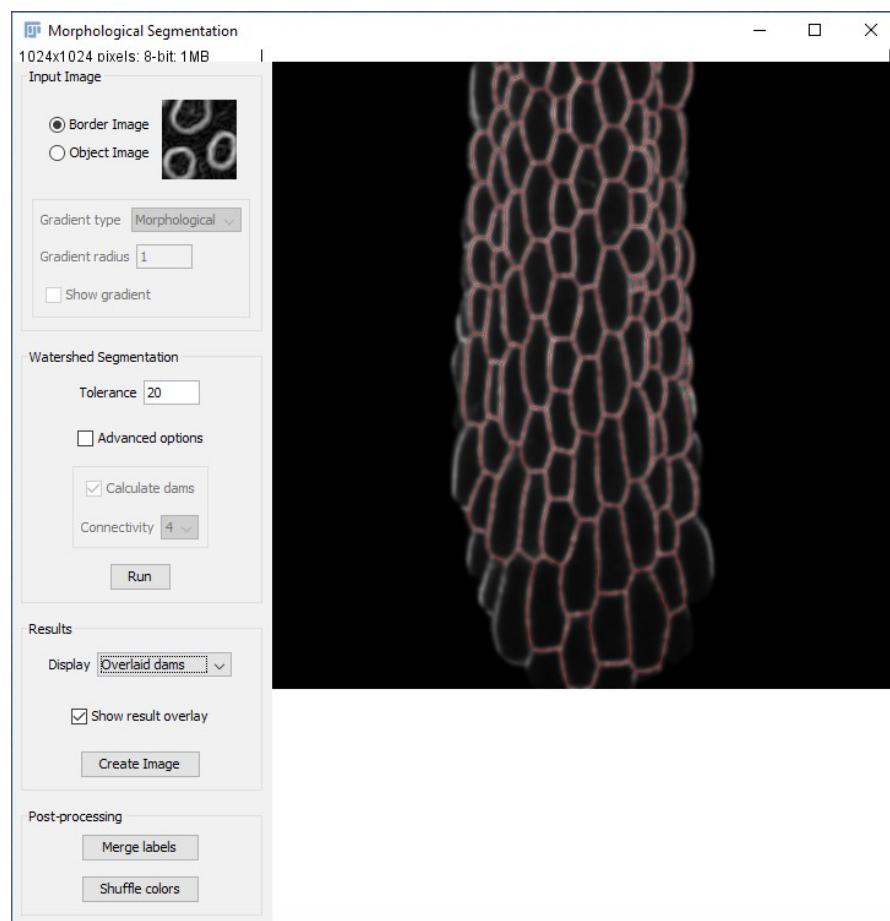 Morphological Segmentation
1024x1024 pixels; 8-bit; 1MB
Input Image
Border Image
Object Image
Gradient type Morphological
Gradient radius 1
Show gradient
Watershed Segmentation
Tolerance 20
Advanced options
Calculate dams
Connectivity 4
Run
Results
Display Overlaid dams
Show result overlay
Create Image
Post-processing
Merge labels
Shuffle colors